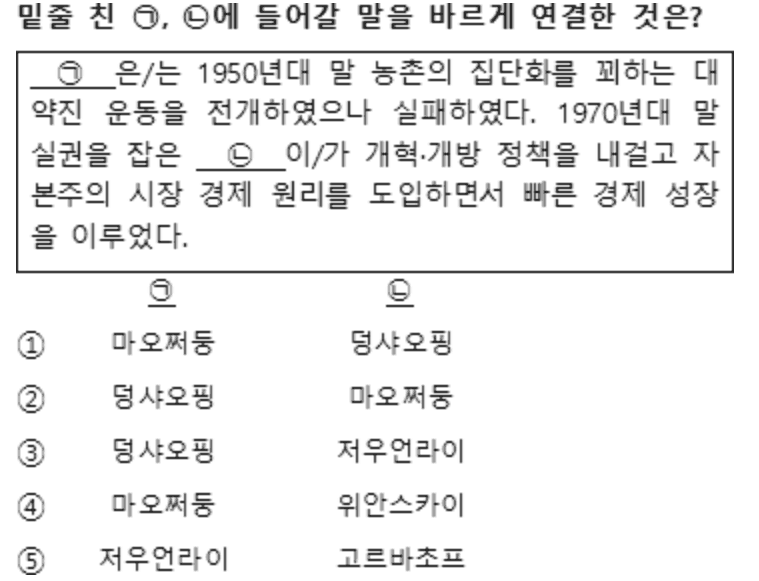 밑줄 친 ㉠, ㉡에 들어갈 말을 바르게 연결한 것은?
㉠ 은/는 1950년대 말 농촌의 집단화를 꾀하는 대
약진 운동을 전개하였으나 실패하였다. 1970년대 말
실권을 잡은 ㉡ 이/가 개혁·개방 정책을 내걸고 자
본주의 시장 경제 원리를 도입하면서 빠른 경제 성장
을 이루었다.
㉠ ㉡
① 마오쩌둥 덩샤오핑
② 덩샤오핑 마오쩌둥
③ 덩샤오핑 저우언라이
④ 마오쩌둥 위안스카이
⑤ 저우언라이 고르바초프